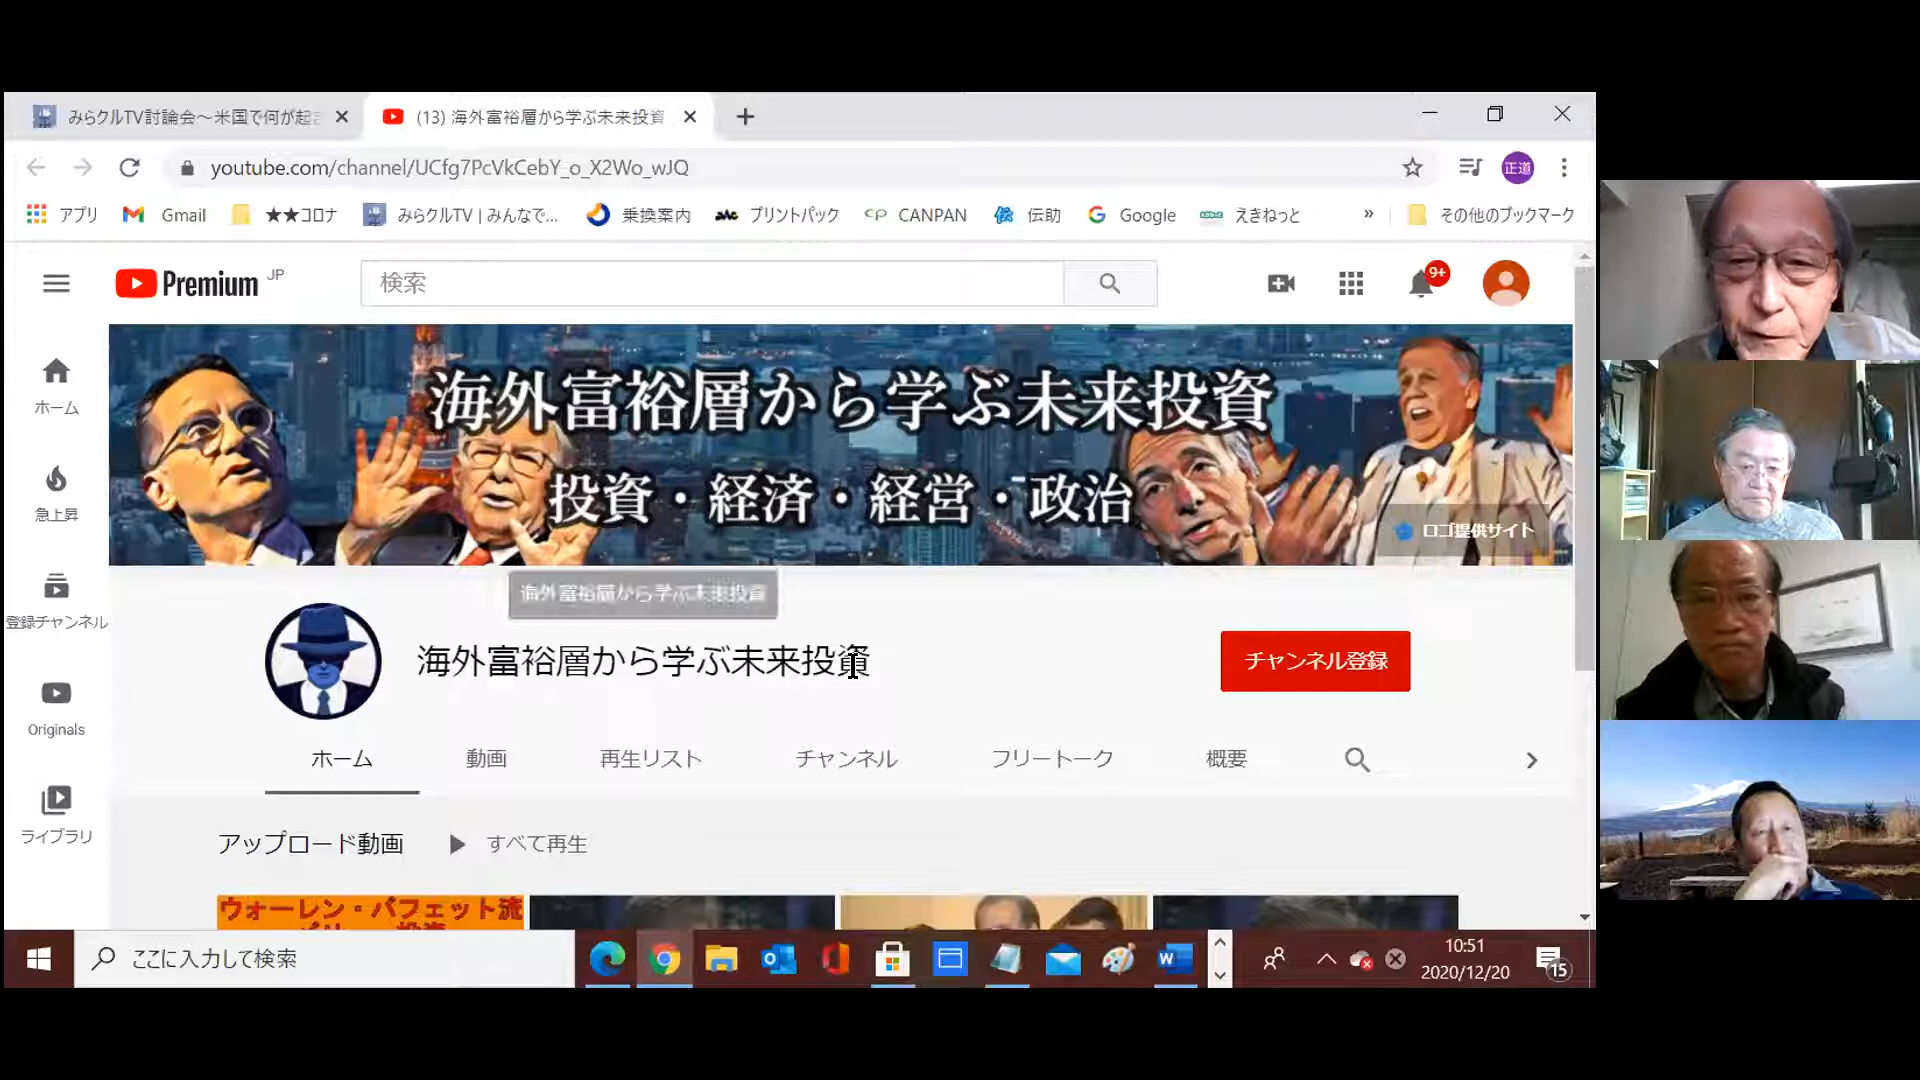 みらクルTV討論会～米国で何が起き
(13) 海外富裕層から学ぶ未来投資
youtube.com/channel/UCfg7PcVkCebY_o_X2Wo_wJQ
正道
アプリ
Gmail
★★コロナ
みらクルTV | みんなで...
乗換案内
プリントパック
CANPAN
伝助
Google
えきねっと
»
その他のブックマーク
Premium JP
検索
9+
海外富裕層から学ぶ未来投資
投資・経済・経営・政治
ロゴ提供サイト
ホーム
急上昇
登録チャンネル
Originals
ライブラリ
海外富裕層から学ぶ未来投資
海外富裕層から学ぶ未来投資
チャンネル登録
ホーム
動画
再生リスト
チャンネル
フリートーク
概要
アップロード動画
すべて再生
ウォーレン・バフェット流
ここに入力して検索
10:51
2020/12/20
15